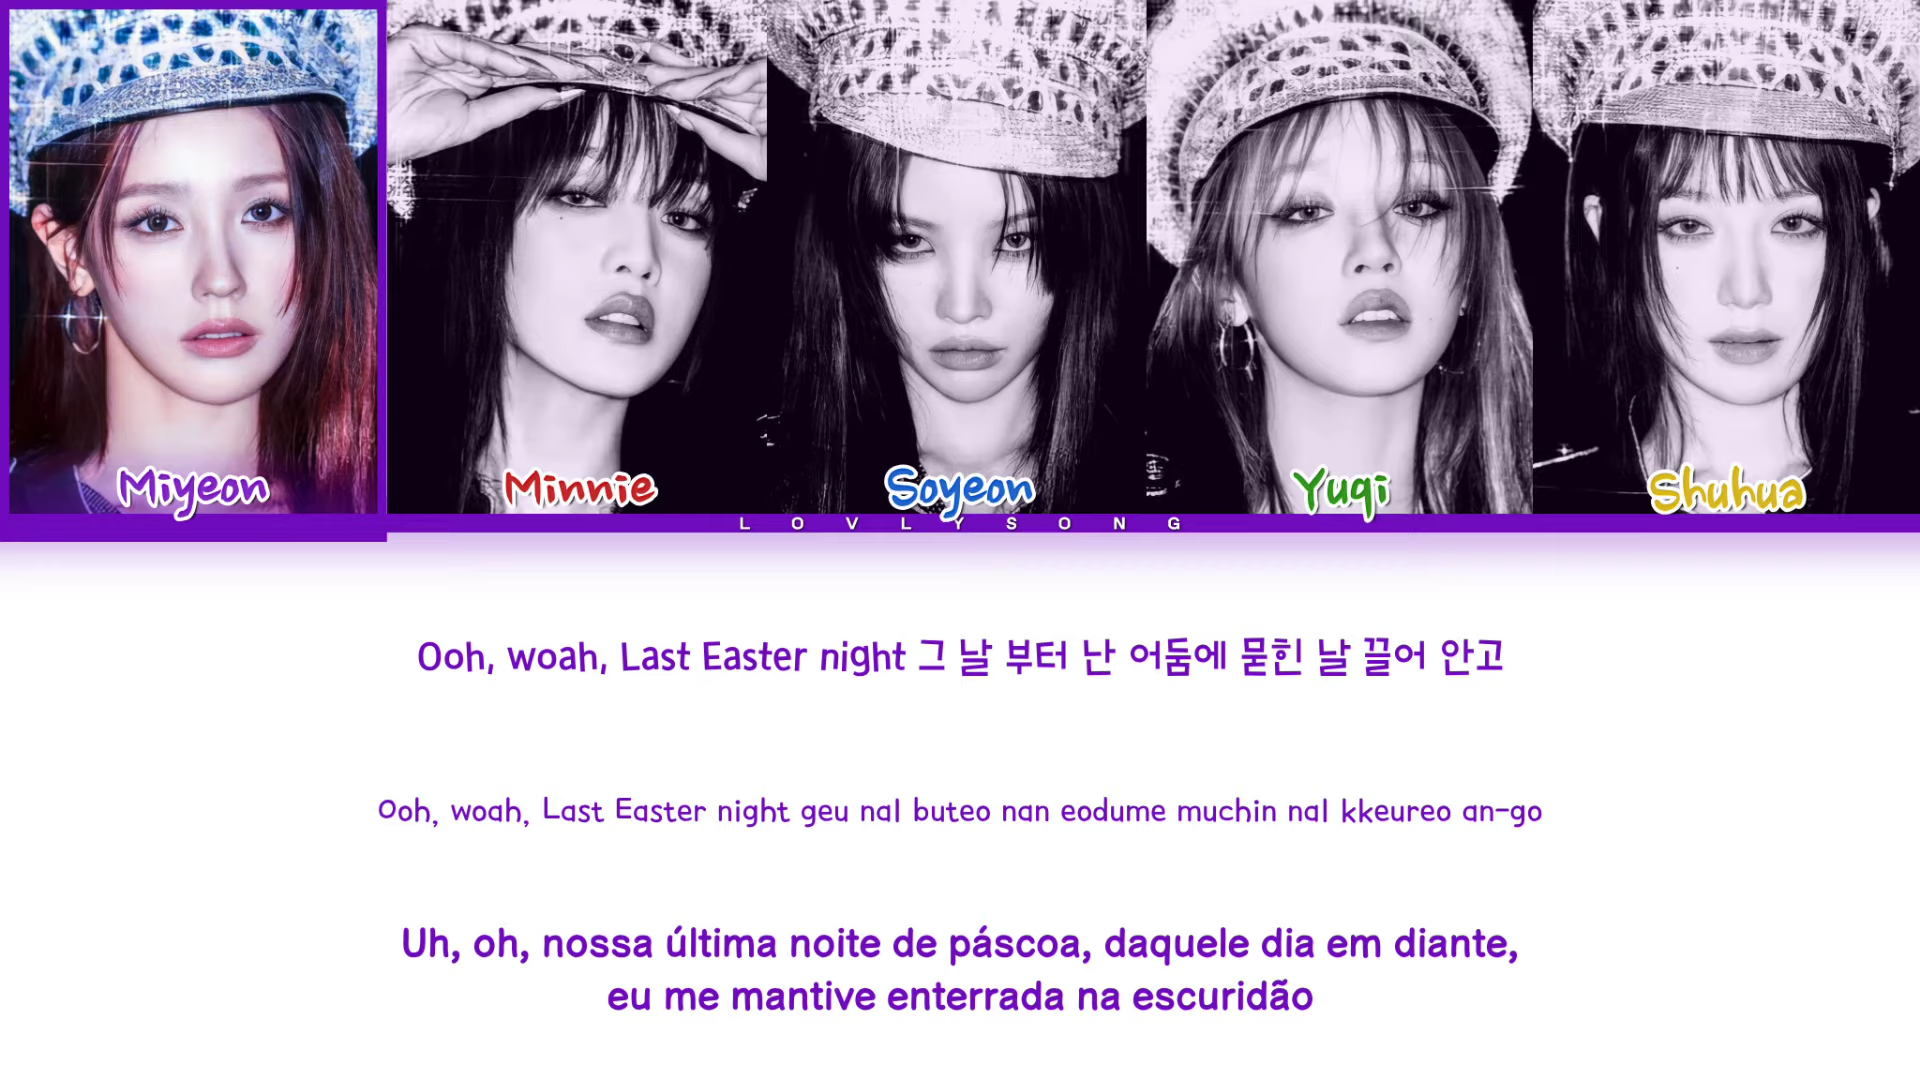 Miyeon
Minnie
Soyeon
Yuqi
Shuhua
LOVLYSONG
Ooh, woah, Last Easter night 그 날 부터 난 어둠에 묻힌 날 끌어 안고
Ooh, woah, Last Easter night geu nal buteo nan eodume muchin nal kkeureo an-go
Uh, oh, nossa última noite de páscoa, daquele dia em diante,
eu me mantive enterrada na escuridão